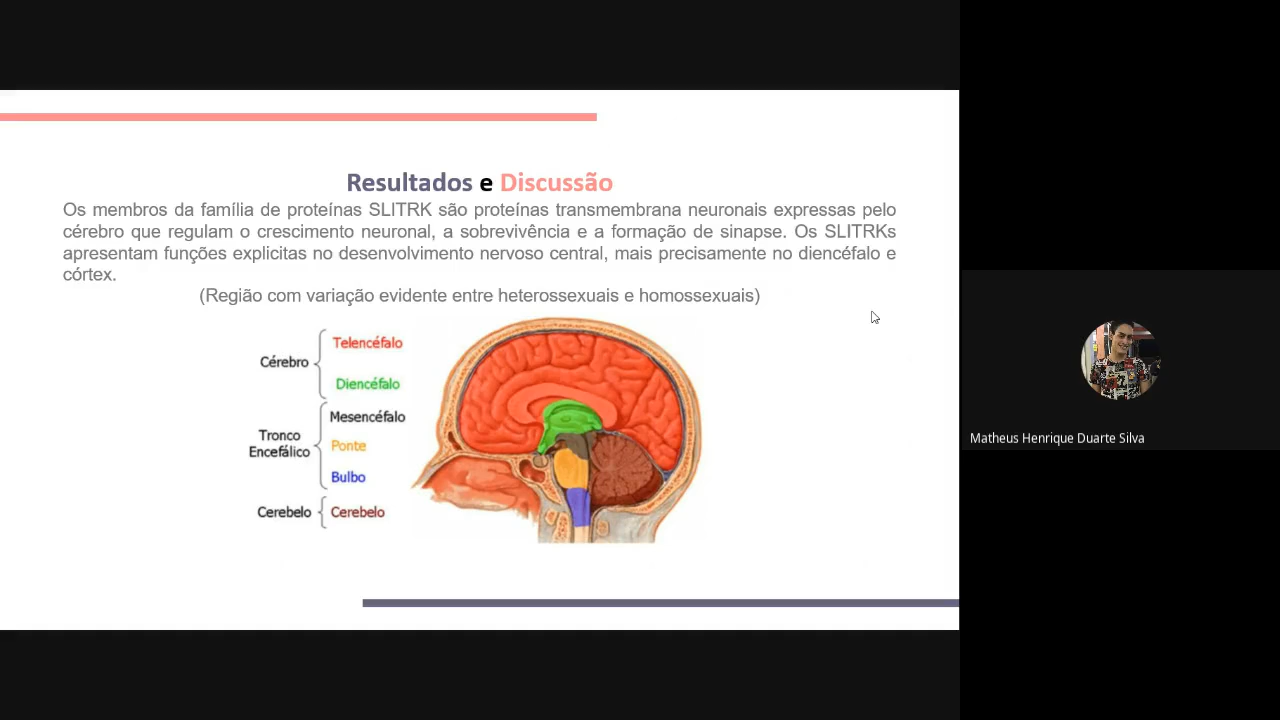 Resultados e Discussão
Os membros da família de proteínas SLITRK são proteínas transmembrana neuronais expressas pelo
cérebro que regulam o crescimento neuronal, a sobrevivência e a formação de sinapse. Os SLITRKs
apresentam funções explicitas no desenvolvimento nervoso central, mais precisamente no diencéfalo e
córtex.
(Região com variação evidente entre heterossexuais e homossexuais)
Cérebro
Telencéfalo
Diencéfalo
Tronco
Encefálico
Mesencéfalo
Ponte
Bulbo
Cerebelo
Cerebelo
Matheus Henrique Duarte Silva